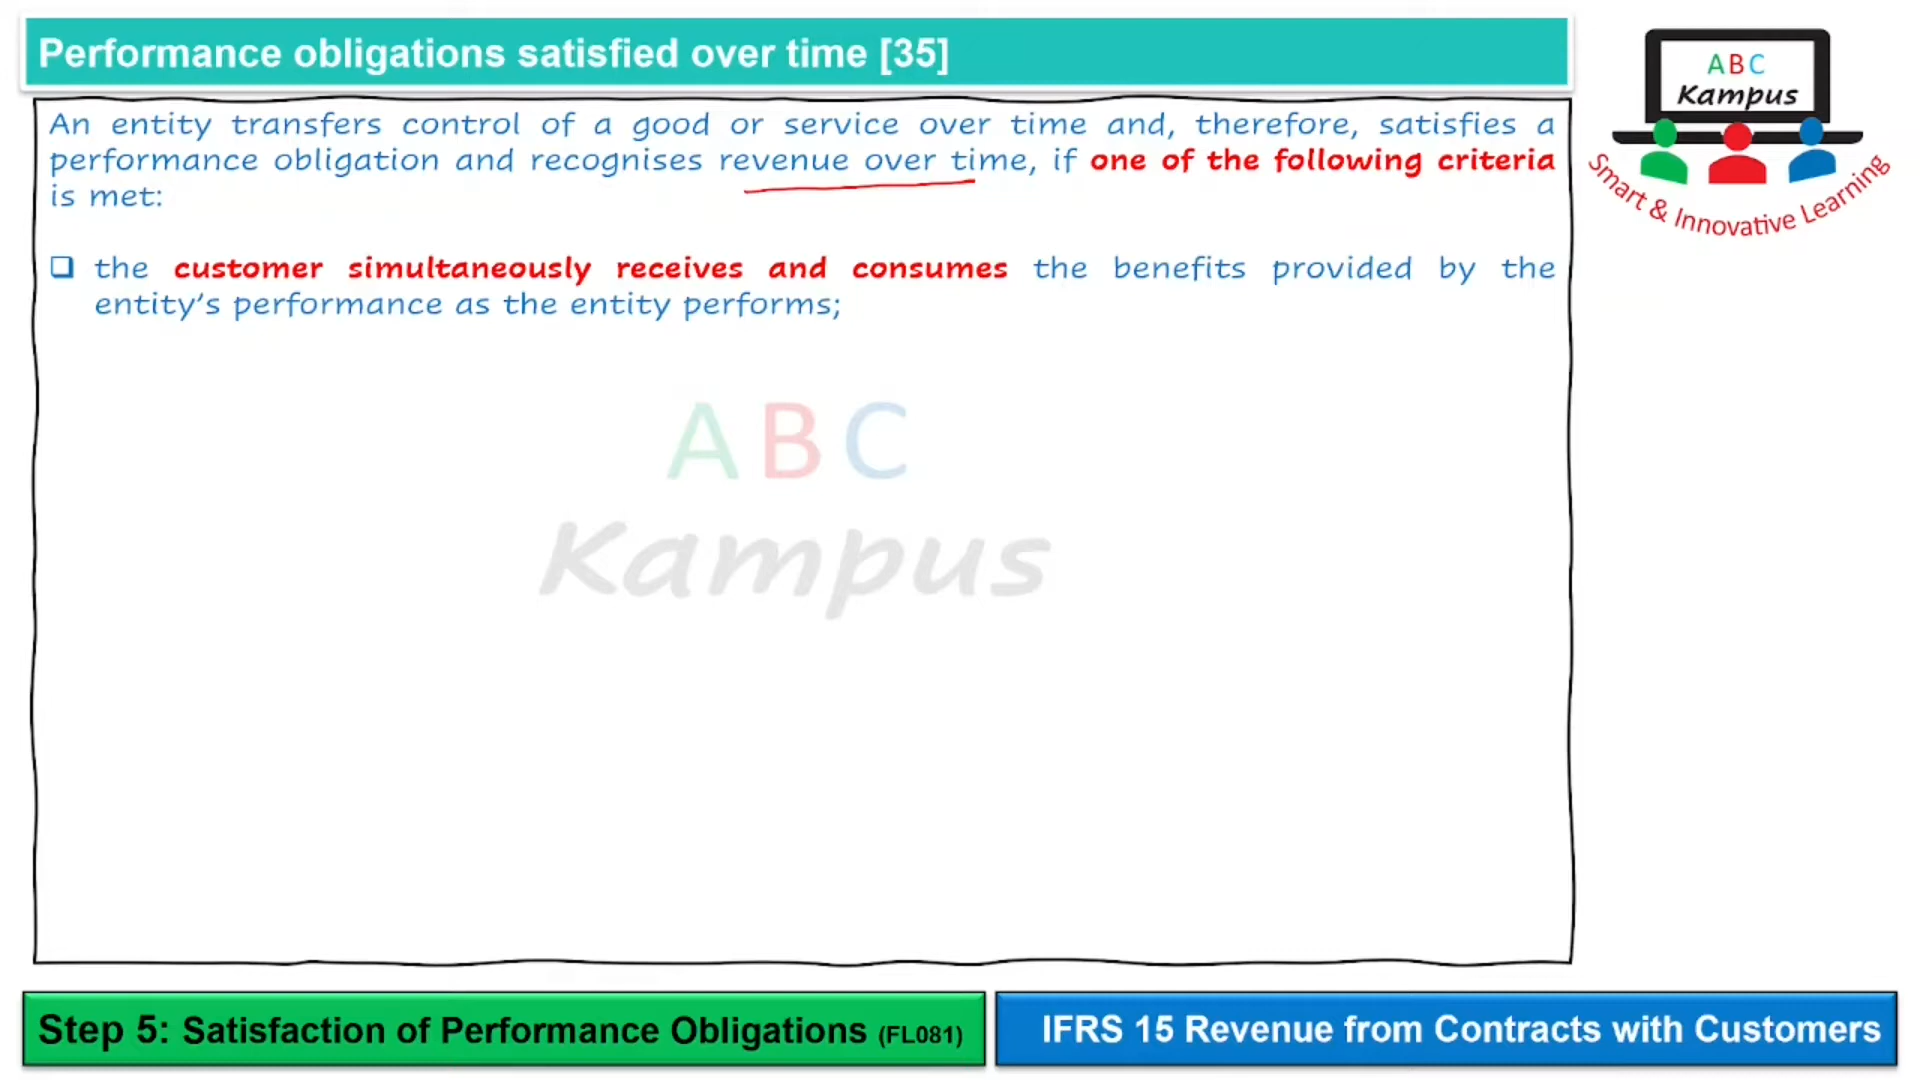 Performance obligations satisfied over time [35]
An entity transfers control of a good or service over time and, therefore, satisfies a
performance obligation and recognises revenue over time, if one of the following criteria
is met:
❑ the customer simultaneously receives and consumes the benefits provided by the
entity's performance as the entity performs;
ABC
Kampus
ABC
Kampus
Smart & Innovative Learning
Step 5: Satisfaction of Performance Obligations (FL081)
IFRS 15 Revenue from Contracts with Customers